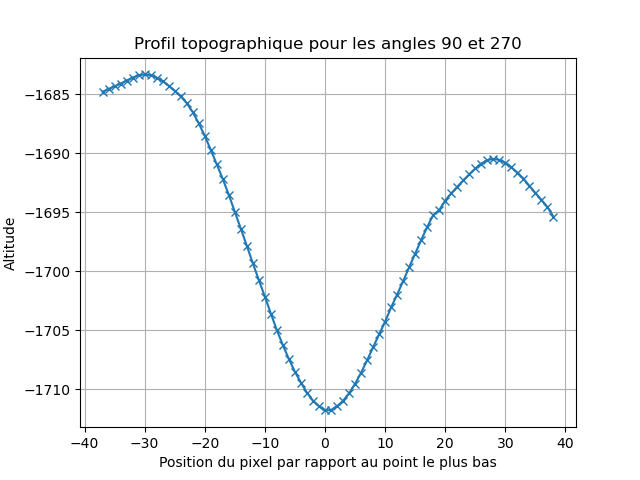 Profil topographique pour les angles 90 et 270
Altitude
−1685
−1690
−1695
−1700
−1705
−1710
−40 −30 −20 −10 0 10 20 30 40
Position du pixel par rapport au point le plus bas